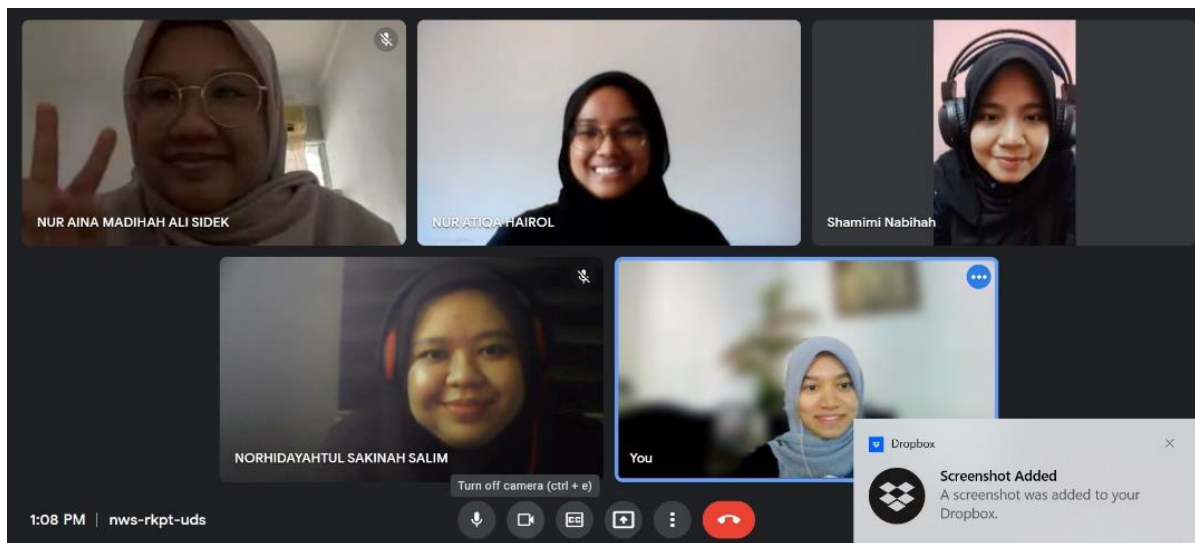 NUR AINA MADIHAH ALI SIDEK
NUR ATIQA HAIROL
Shamimi Nabihah
NORHIDAYAHTUL SAKINAH SALIM
You
Turn off camera (ctrl + e)
1:08 PM | nws-rkpt-uds
CC
Dropbox
Screenshot Added
A screenshot was added to your
Dropbox.